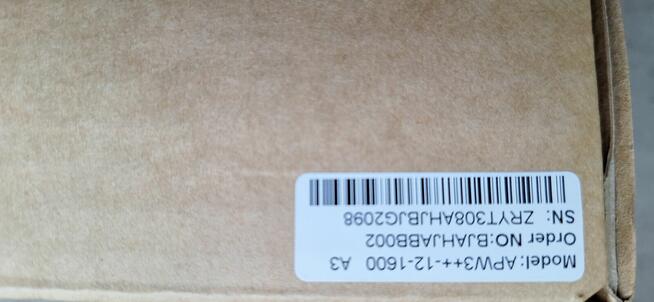 Model: APW3++-12-1600 A3
Order NO:BJAHJABB002
SN: ZRYT308AHJBJG2098